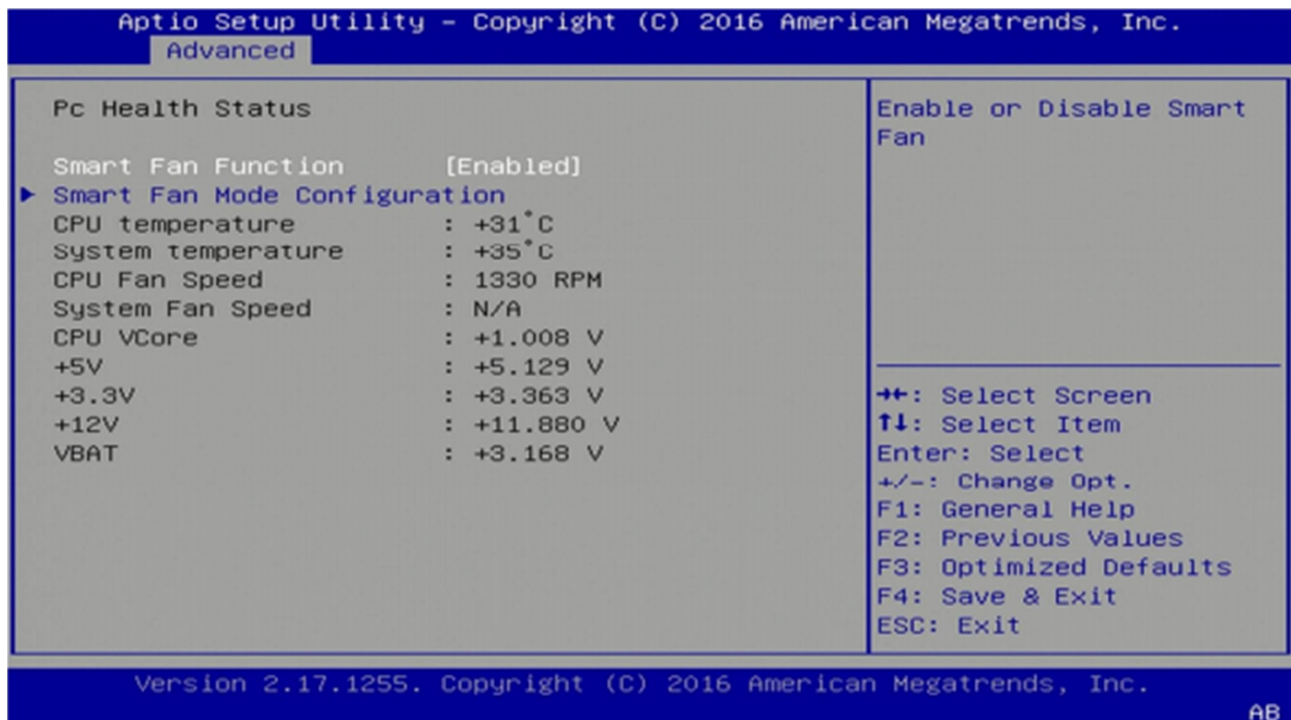 Aptio Setup Utility – Copyright (C) 2016 American Megatrends, Inc.
Advanced
Pc Health Status
Smart Fan Function [Enabled]
▶ Smart Fan Mode Configuration
CPU temperature : +31°C
System temperature : +35°C
CPU Fan Speed : 1330 RPM
System Fan Speed : N/A
CPU VCore : +1.008 V
+5V : +5.129 V
+3.3V : +3.363 V
+12V : +11.880 V
VBAT : +3.168 V
Enable or Disable Smart
Fan
→←: Select Screen
↑↓: Select Item
Enter: Select
+/-: Change Opt.
F1: General Help
F2: Previous Values
F3: Optimized Defaults
F4: Save & Exit
ESC: Exit
Version 2.17.1255. Copyright (C) 2016 American Megatrends, Inc.
AB